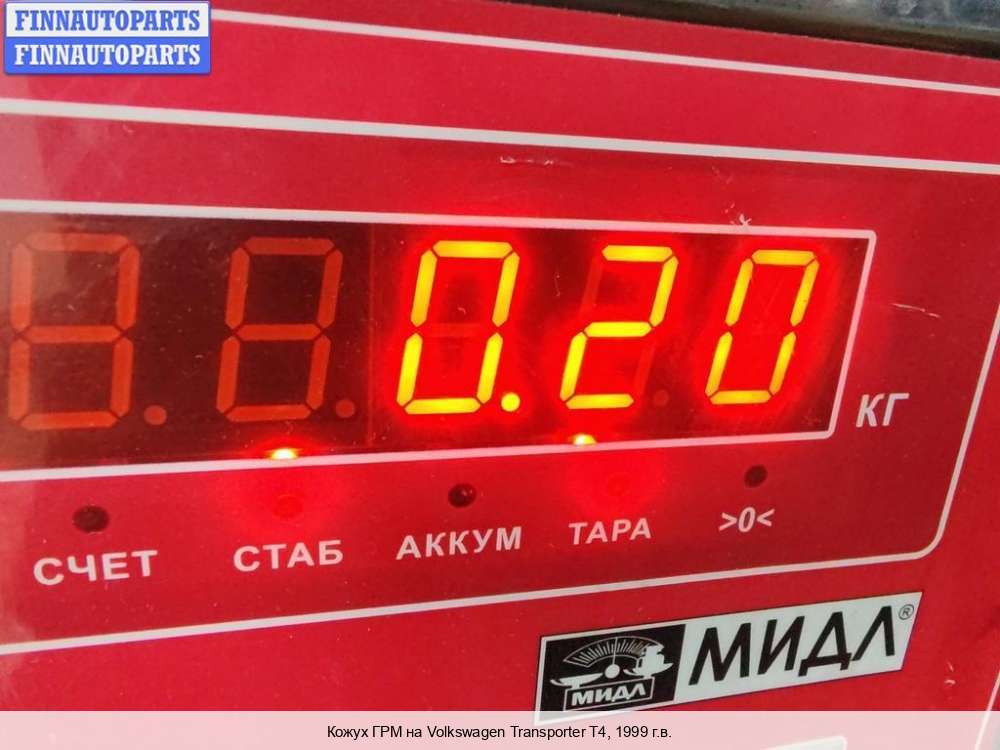 FINNAUTOPARTS
FINNAUTOPARTS
0.20
КГ
СЧЕТ СТАБ АККУМ ТАРА >0<
МИДЛ МИДЛ®
Кожух ГРМ на Volkswagen Transporter T4, 1999 г.в.